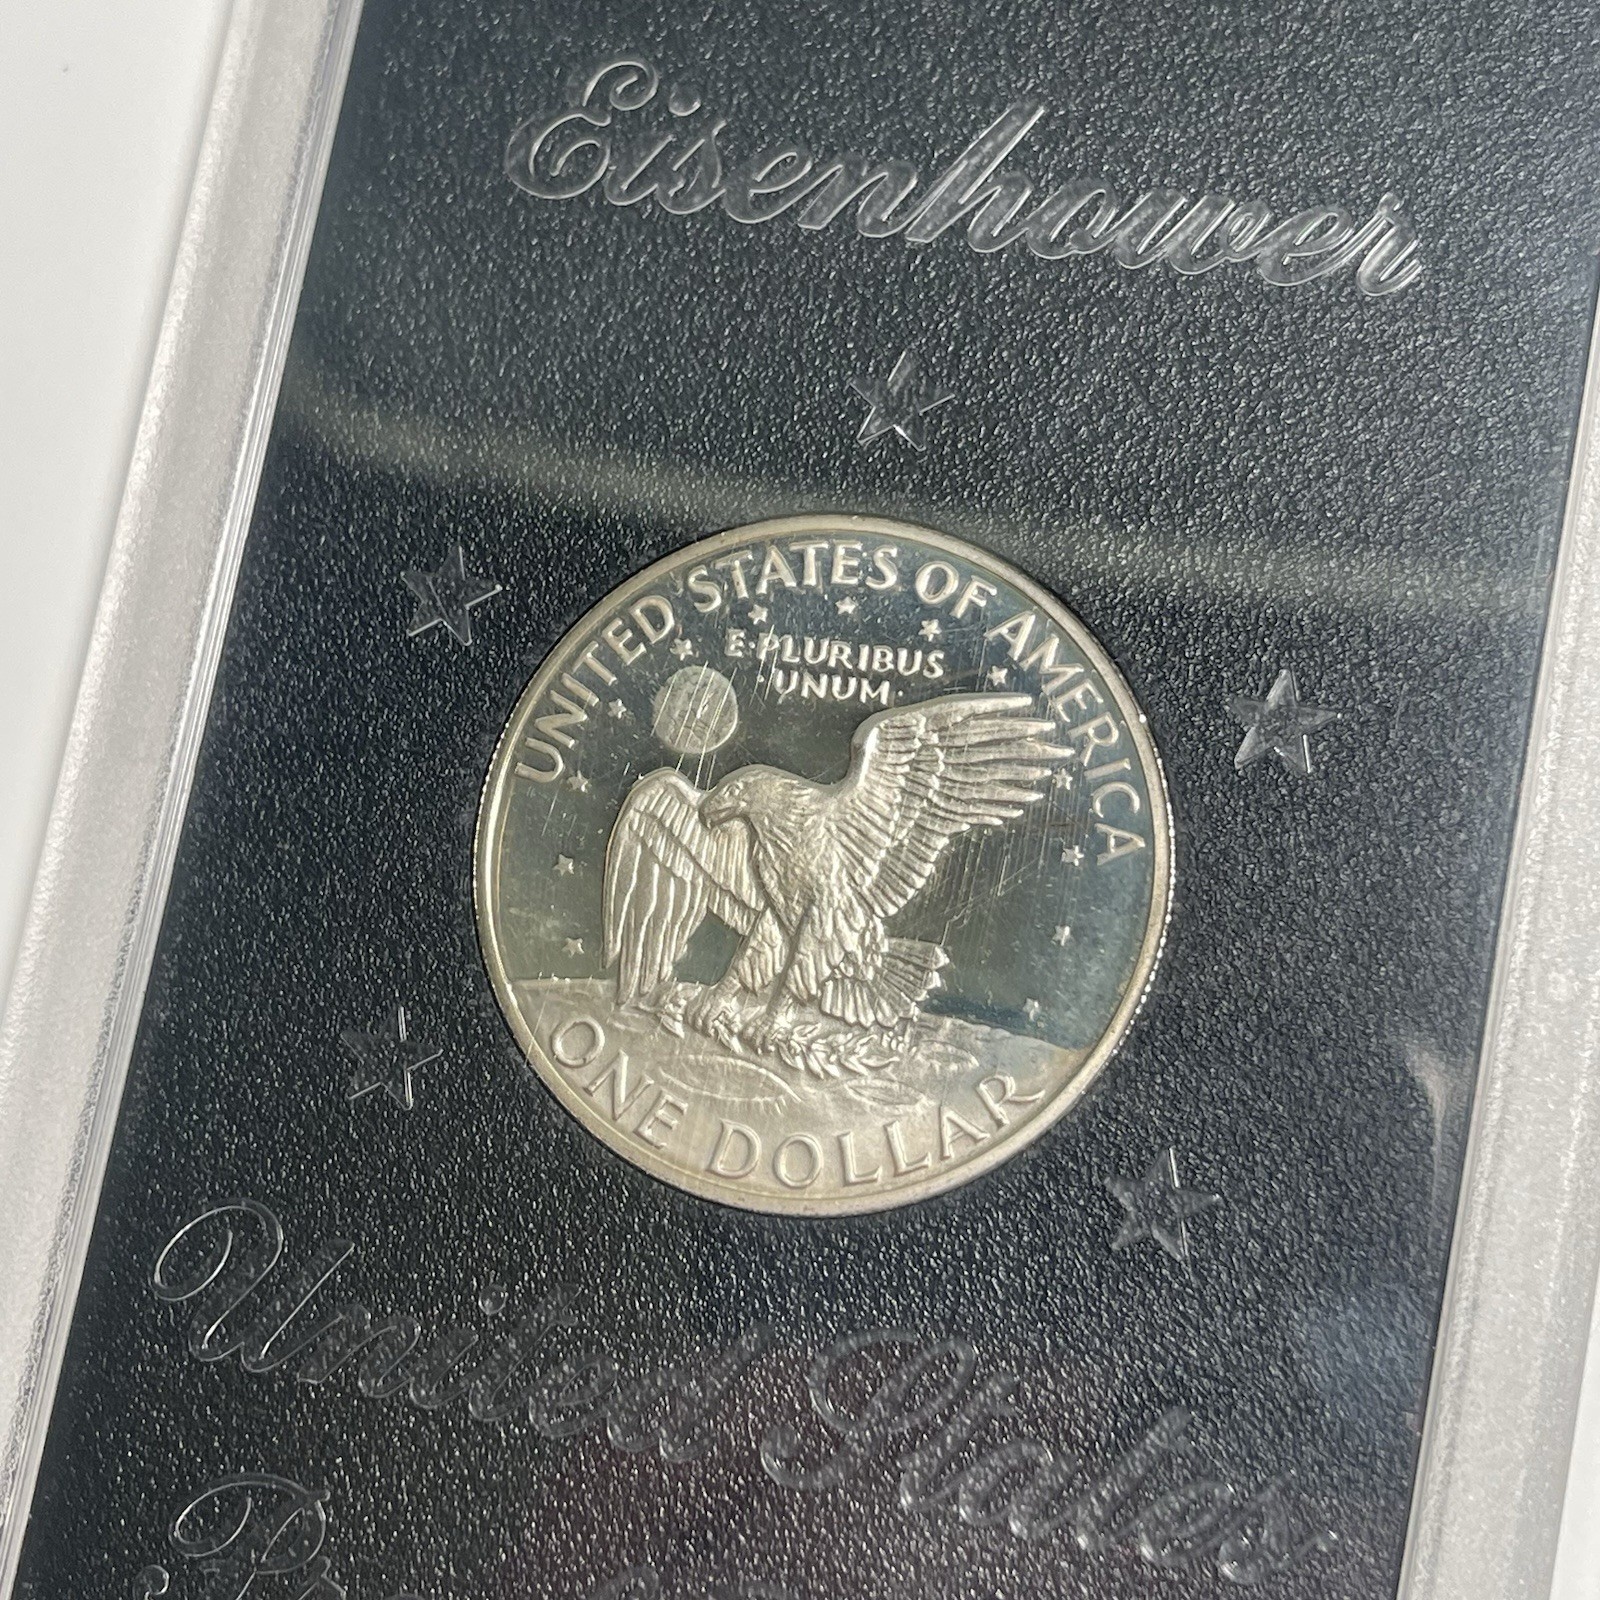 Eisenhower
UNITED STATES OF AMERICA
E·PLURIBUS
·UNUM·
ONE DOLLAR
United States